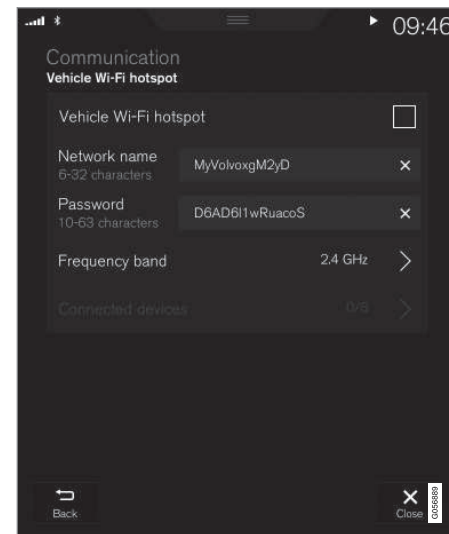 09:46
Communication
Vehicle Wi-Fi hotspot
Vehicle Wi-Fi hotspot
Network name
6-32 characters
MyVolvoxgM2yD
Password
10-63 characters
D6AD6I1wRuacoS
Frequency band 2.4 GHz
Connected devices 0/8
Back
Close
G056889